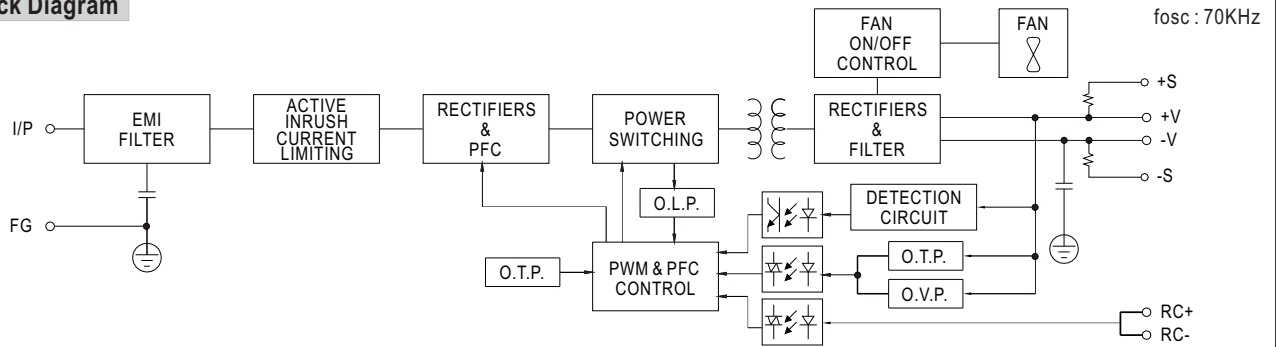 ck Diagram
fosc : 70KHz
FAN
ON/OFF
CONTROL
FAN
I/P
EMI
FILTER
ACTIVE
INRUSH
CURRENT
LIMITING
RECTIFIERS
&
PFC
POWER
SWITCHING
RECTIFIERS
&
FILTER
+S
+V
-V
-S
FG
O.L.P.
DETECTION
CIRCUIT
O.T.P.
PWM & PFC
CONTROL
O.T.P.
O.V.P.
RC+
RC-